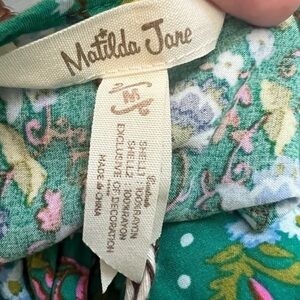 Matilda Jane
SHELL1 100%RAYON
SHELL2 100%RAYON
EXCLUSIVE OF DECORATION
MADE IN CHINA